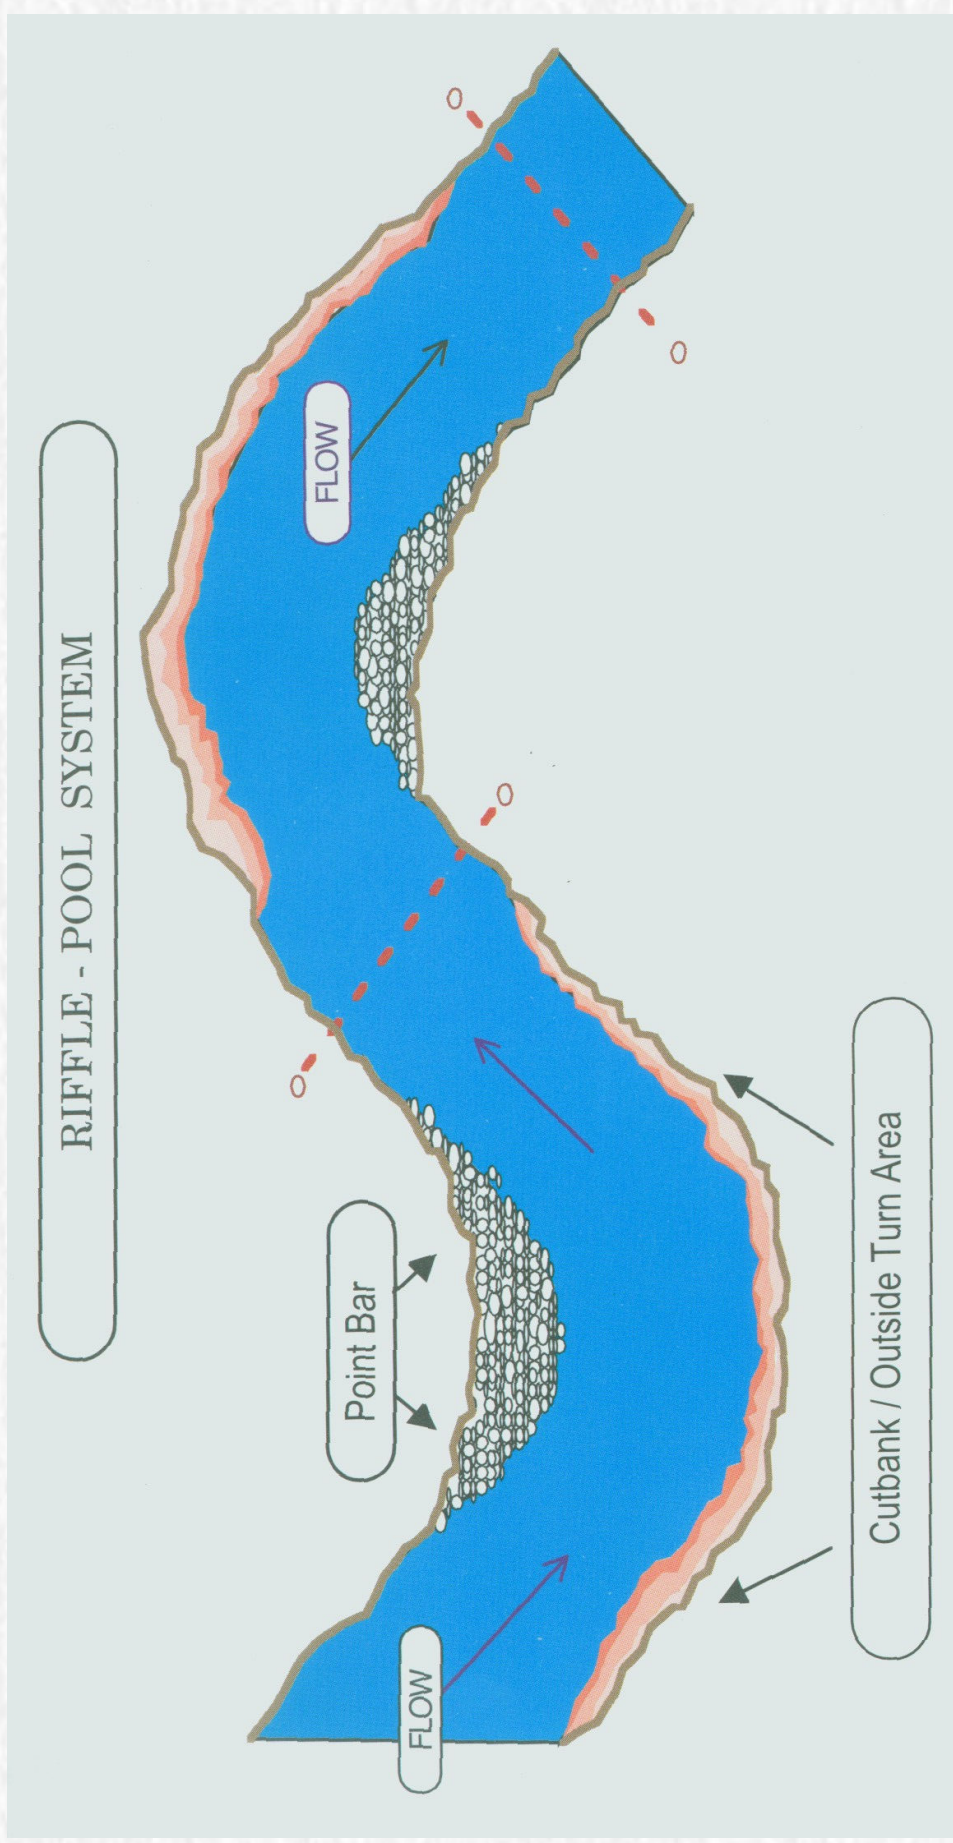 RIFFLE - POOL SYSTEM
FLOW
Point Bar
FLOW
Cutbank / Outside Turn Area
O
O
O
O